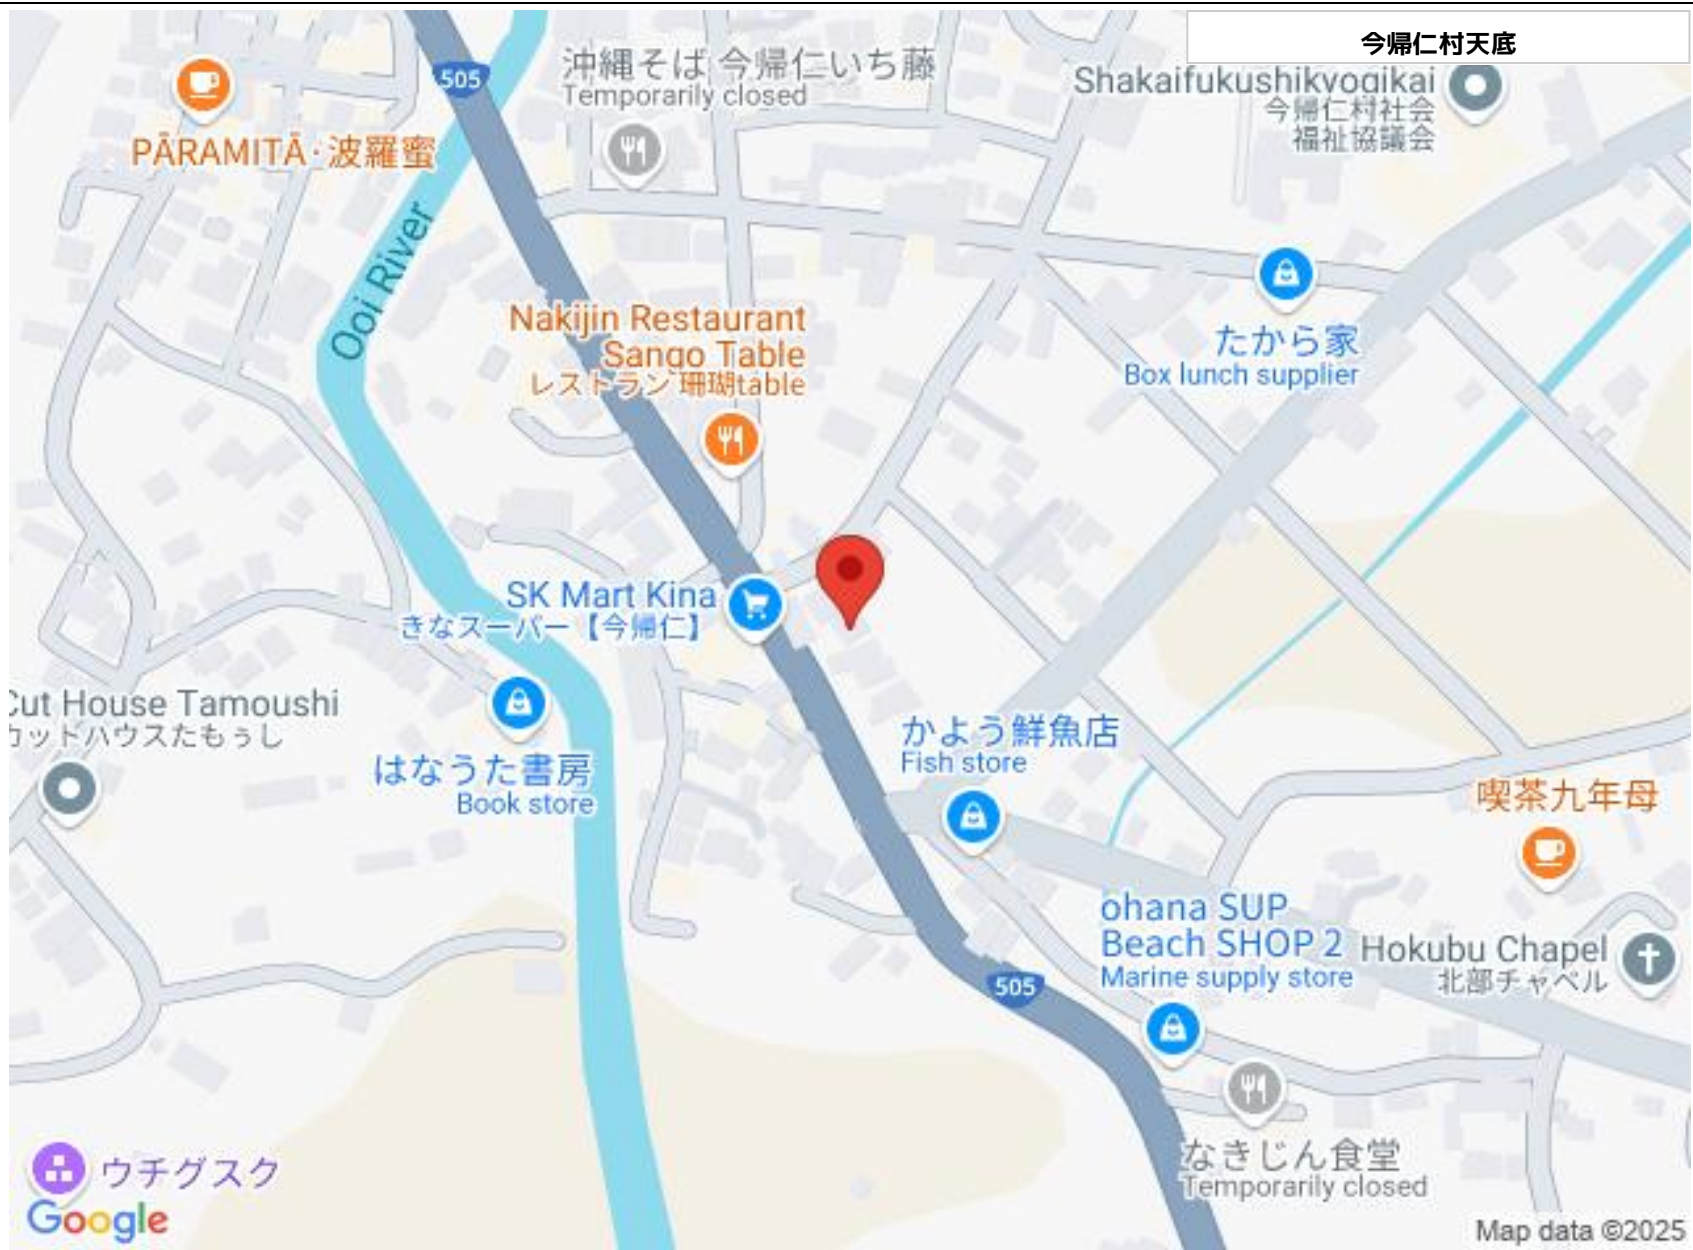 今帰仁村天底
505
沖縄そば 今帰仁いち藤
Temporarily closed
Shakaifukushikyogikai
今帰仁村社会
福祉協議会
PĀRAMITĀ·波羅蜜
Ooi River
Nakijin Restaurant
Sango Table
レストラン 珊瑚table
たから家
Box lunch supplier
SK Mart Kina
きなスーパー【今帰仁】
Cut House Tamoushi
カットハウスたもぅし
かよう鮮魚店
Fish store
はなうた書房
Book store
喫茶九年母
ohana SUP
Beach SHOP 2
Marine supply store
Hokubu Chapel
北部チャペル
505
なきじん食堂
Temporarily closed
ウチグスク
Google
Map data ©2025